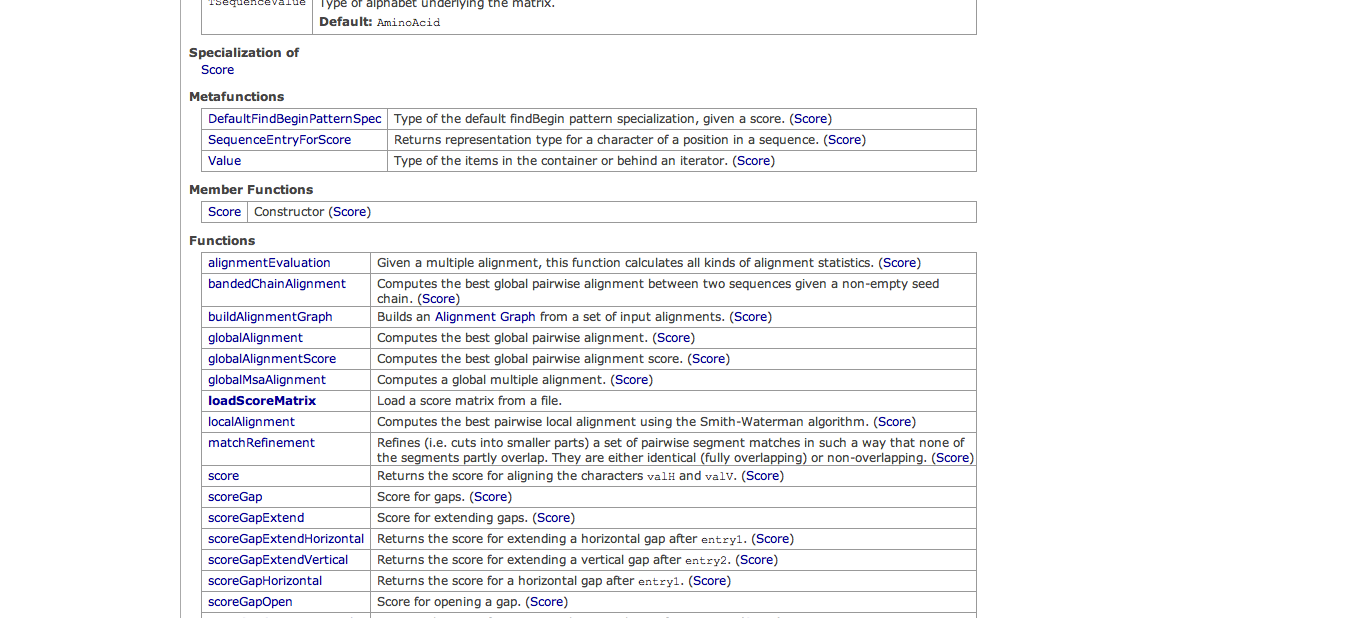 TSequenceValue Type of alphabet underlying the matrix.
Default: AminoAcid
Specialization of
Score
Metafunctions
DefaultFindBeginPatternSpec Type of the default findBegin pattern specialization, given a score. (Score)
SequenceEntryForScore Returns representation type for a character of a position in a sequence. (Score)
Value Type of the items in the container or behind an iterator. (Score)
Member Functions
Score Constructor (Score)
Functions
alignmentEvaluation Given a multiple alignment, this function calculates all kinds of alignment statistics. (Score)
bandedChainAlignment Computes the best global pairwise alignment between two sequences given a non-empty seed
chain. (Score)
buildAlignmentGraph Builds an Alignment Graph from a set of input alignments. (Score)
globalAlignment Computes the best global pairwise alignment. (Score)
globalAlignmentScore Computes the best global pairwise alignment score. (Score)
globalMsaAlignment Computes a global multiple alignment. (Score)
loadScoreMatrix Load a score matrix from a file.
localAlignment Computes the best pairwise local alignment using the Smith-Waterman algorithm. (Score)
matchRefinement Refines (i.e. cuts into smaller parts) a set of pairwise segment matches in such a way that none of
the segments partly overlap. They are either identical (fully overlapping) or non-overlapping. (Score)
score Returns the score for aligning the characters valH and valV. (Score)
scoreGap Score for gaps. (Score)
scoreGapExtend Score for extending gaps. (Score)
scoreGapExtendHorizontal Returns the score for extending a horizontal gap after entry1. (Score)
scoreGapExtendVertical Returns the score for extending a vertical gap after entry2. (Score)
scoreGapHorizontal Returns the score for a horizontal gap after entry1. (Score)
scoreGapOpen Score for opening a gap. (Score)